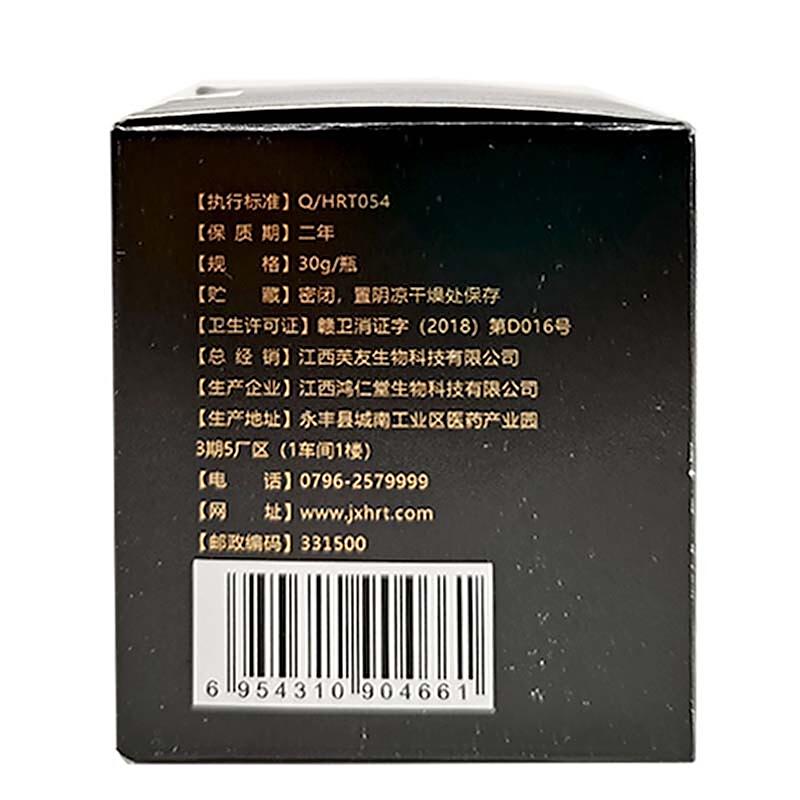 【执行标准】Q/HRT054
【保 质 期】二年
【规 格】30g/瓶
【贮 藏】密闭，置阴凉干燥处保存
【卫生许可证】赣卫消证字（2018）第D016号
【总 经 销】江西芙友生物科技有限公司
【生产企业】江西鸿仁堂生物科技有限公司
【生产地址】永丰县城南工业区医药产业园
3期5厂区（1车间1楼）
【电 话】0796-2579999
【网 址】www.jxhrt.com
【邮政编码】331500
6 954310 904661